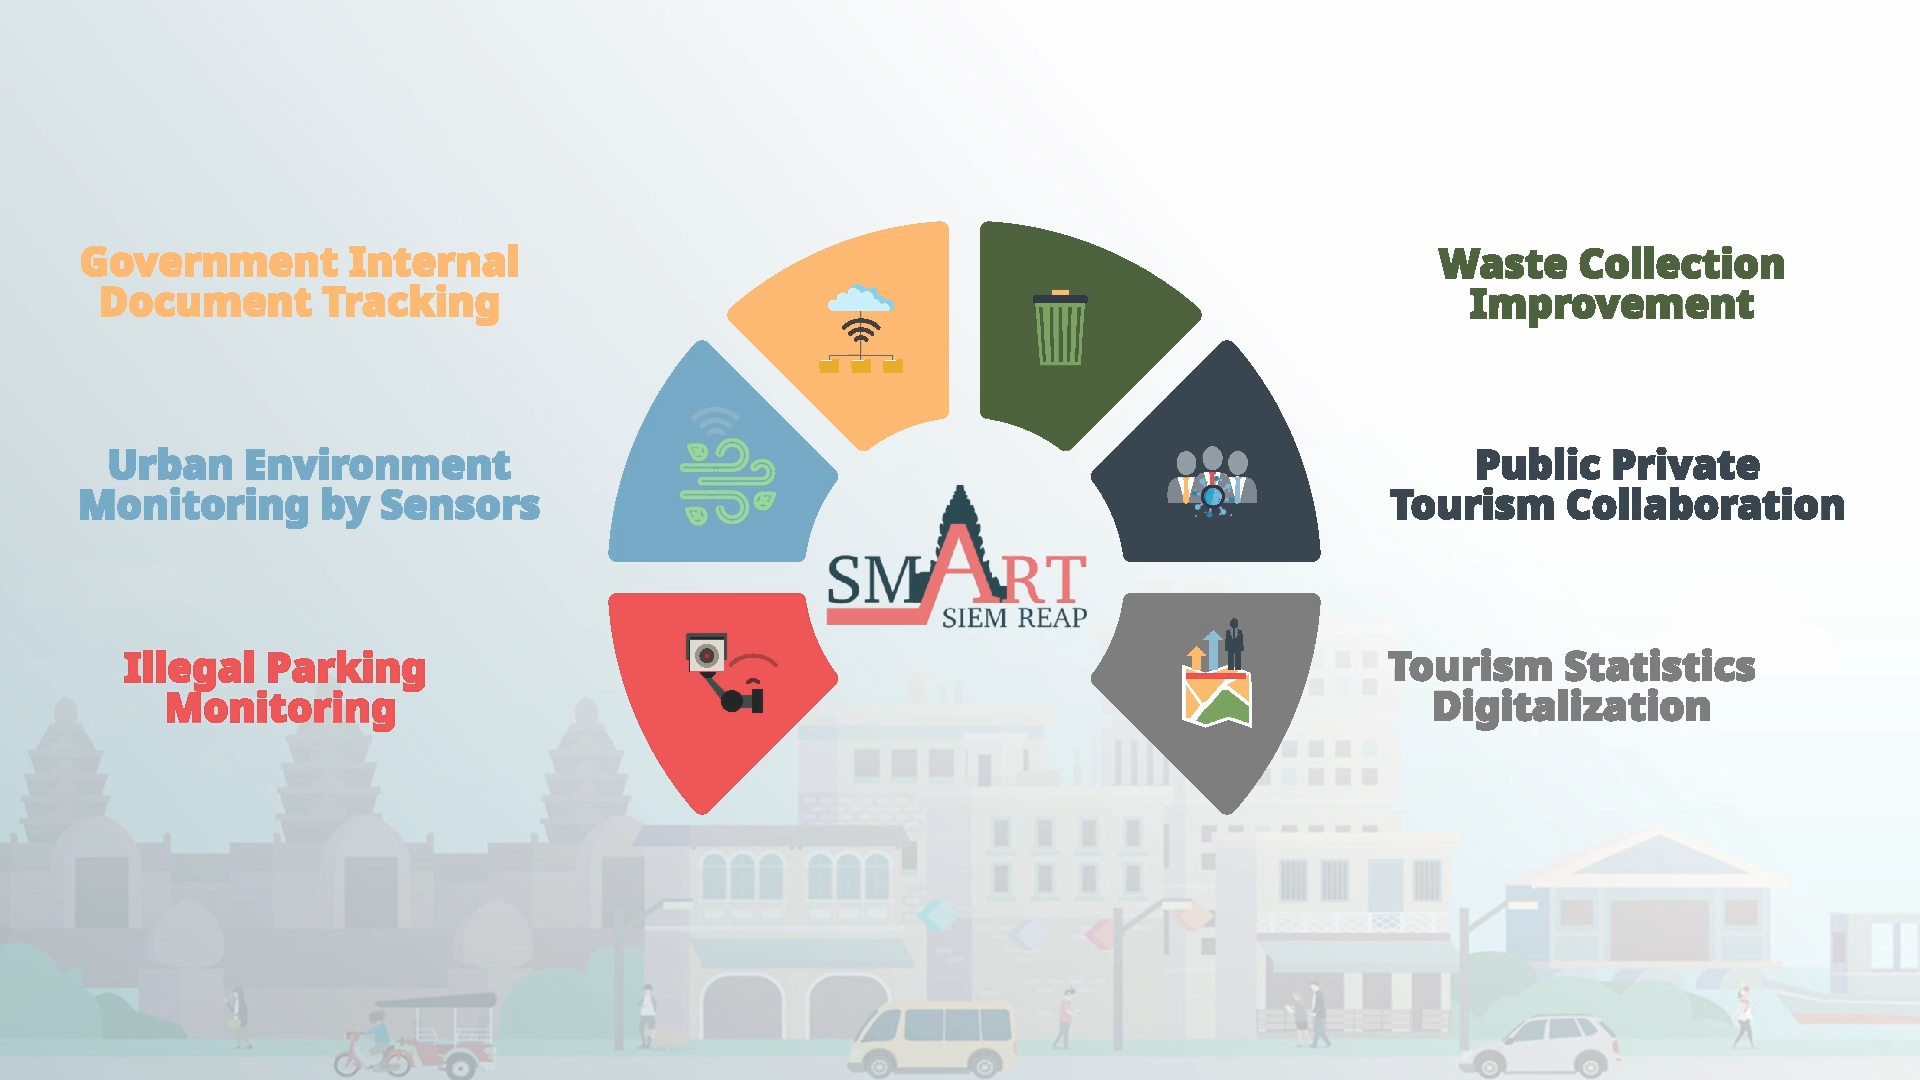 Government Internal
Document Tracking
Urban Environment
Monitoring by Sensors
Illegal Parking
Monitoring
SMART
SIEM REAP
Waste Collection
Improvement
Public Private
Tourism Collaboration
Tourism Statistics
Digitalization